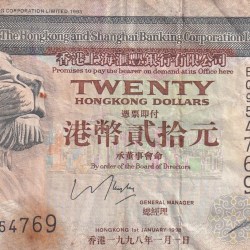 D CORPORATION LIMITED 1993
The Hongkong and Shanghai Banking Corporation
香港上海滙豐銀行有限公司
Promises to pay the bearer on demand at its Office here
TWENTY
HONGKONG DOLLARS
憑票即付
港幣貳拾元
承董事會命
By order of the Board of Directors
GENERAL MANAGER
總經理
54769
HONGKONG 1st JANUARY 1998
香港一九九八年一月一日